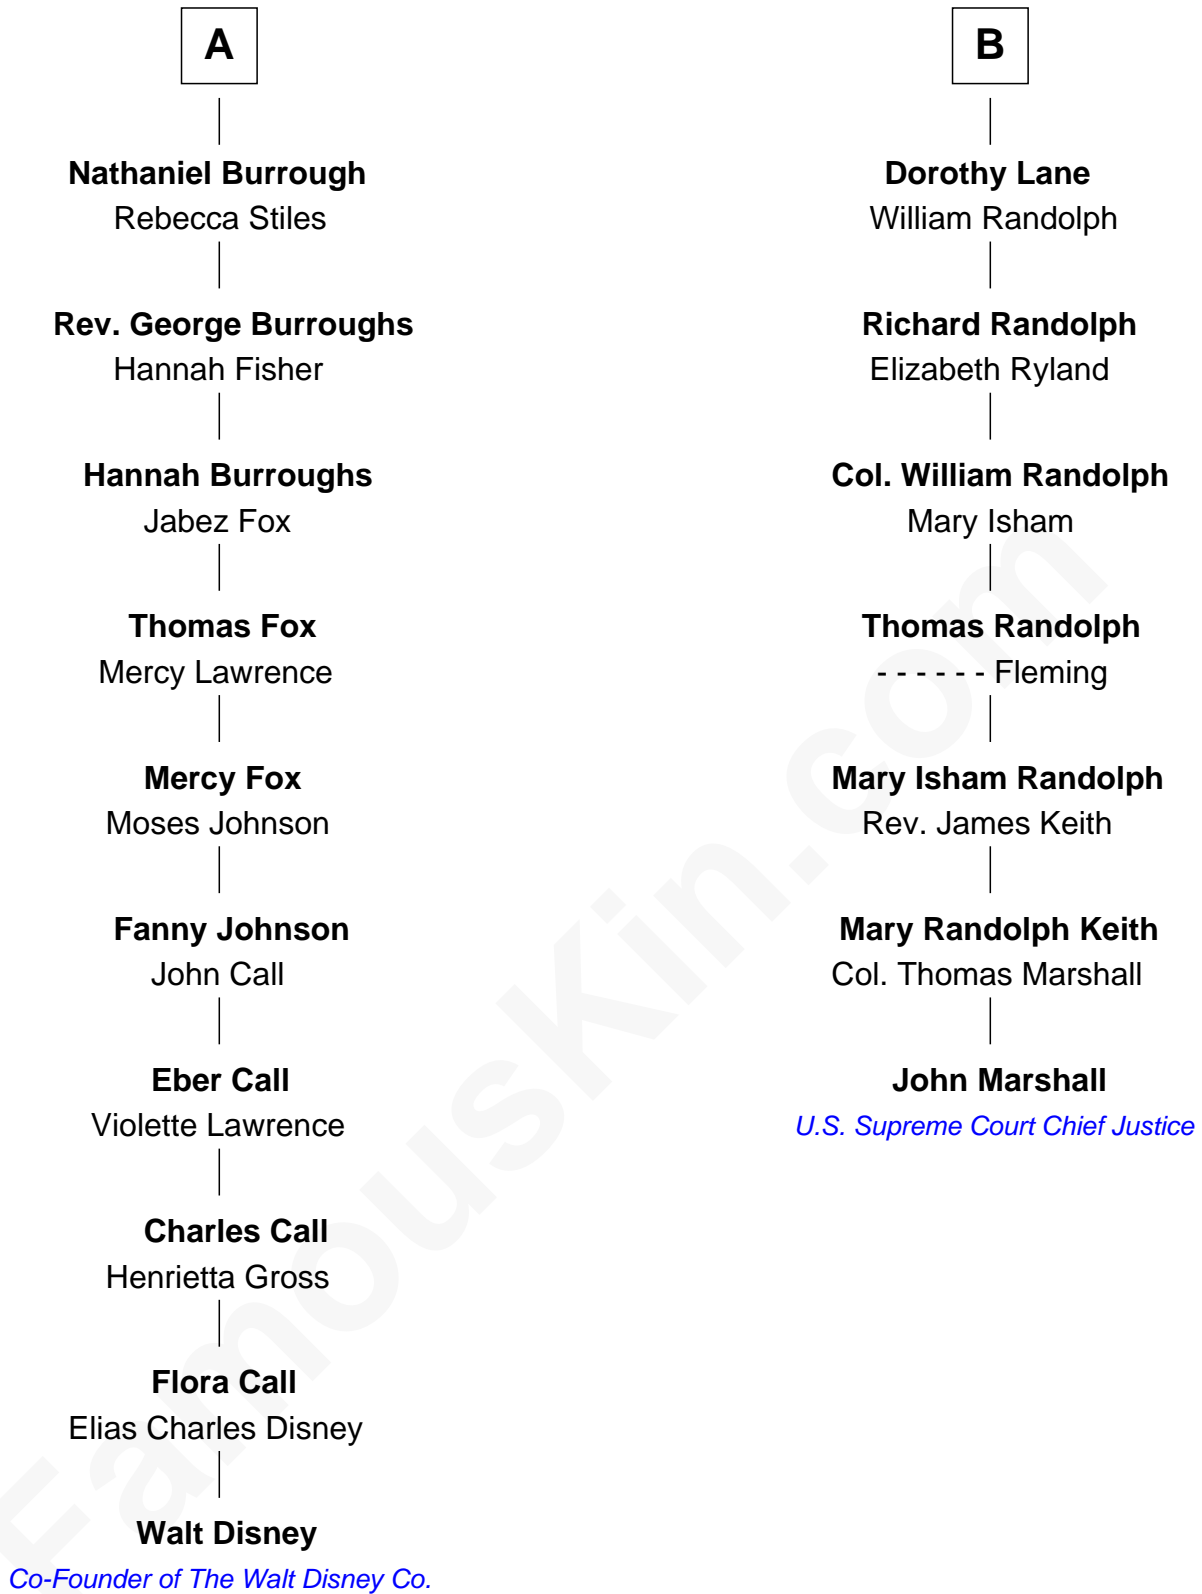 A
Nathaniel Burrough
Rebecca Stiles
Rev. George Burroughs
Hannah Fisher
Hannah Burroughs
Jabez Fox
Thomas Fox
Mercy Lawrence
Mercy Fox
Moses Johnson
Fanny Johnson
John Call
Eber Call
Violette Lawrence
Charles Call
Henrietta Gross
Flora Call
Elias Charles Disney
Walt Disney
Co-Founder of The Walt Disney Co.
B
Dorothy Lane
William Randolph
Richard Randolph
Elizabeth Ryland
Col. William Randolph
Mary Isham
Thomas Randolph
- - - - - - Fleming
Mary Isham Randolph
Rev. James Keith
Mary Randolph Keith
Col. Thomas Marshall
John Marshall
U.S. Supreme Court Chief Justice
FamousKin.com